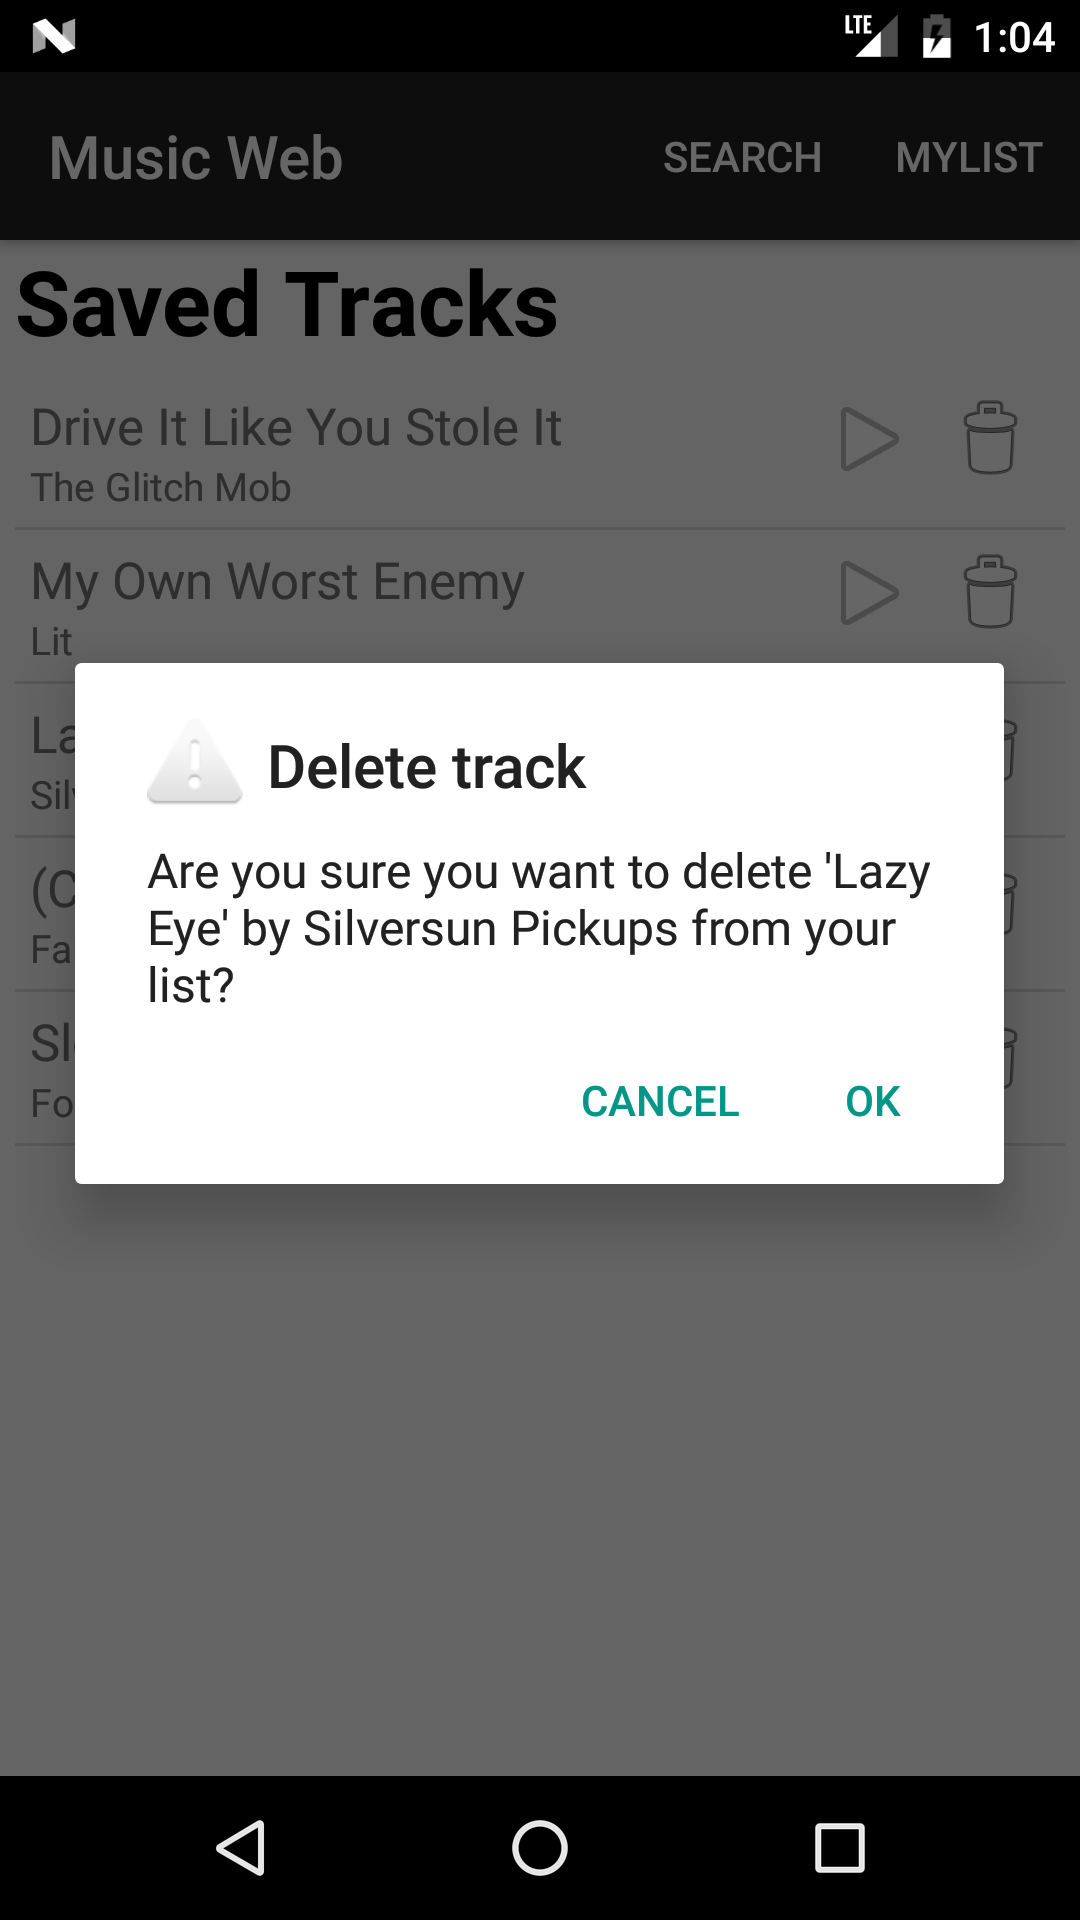 LTE 1:04
Music Web SEARCH MYLIST
Saved Tracks
Drive It Like You Stole It
The Glitch Mob
My Own Worst Enemy
Lit
La
Sil
(C
Fa
Sl
Fo
Delete track
Are you sure you want to delete 'Lazy
Eye' by Silversun Pickups from your
list?
CANCEL OK